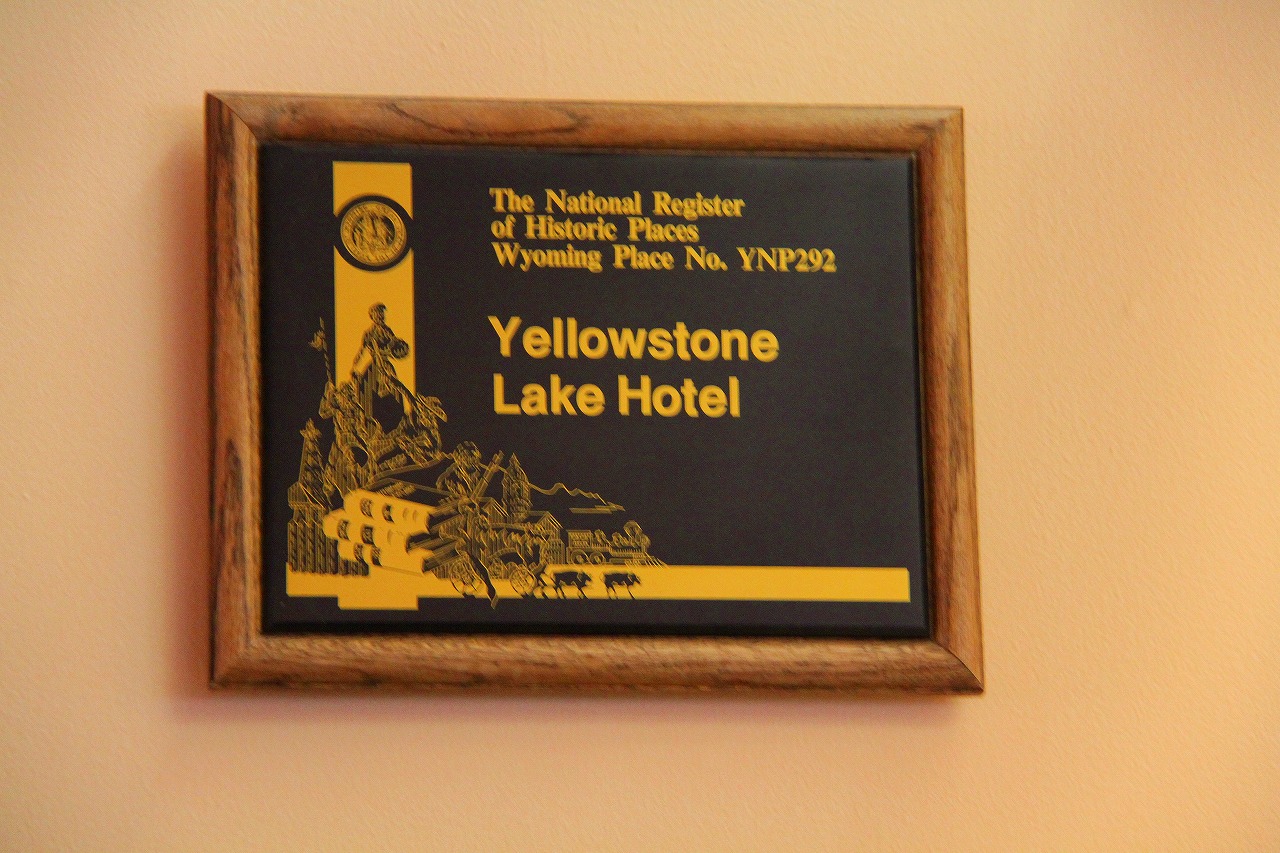 The National Register
of Historic Places
Wyoming Place No. YNP292
Yellowstone
Lake Hotel